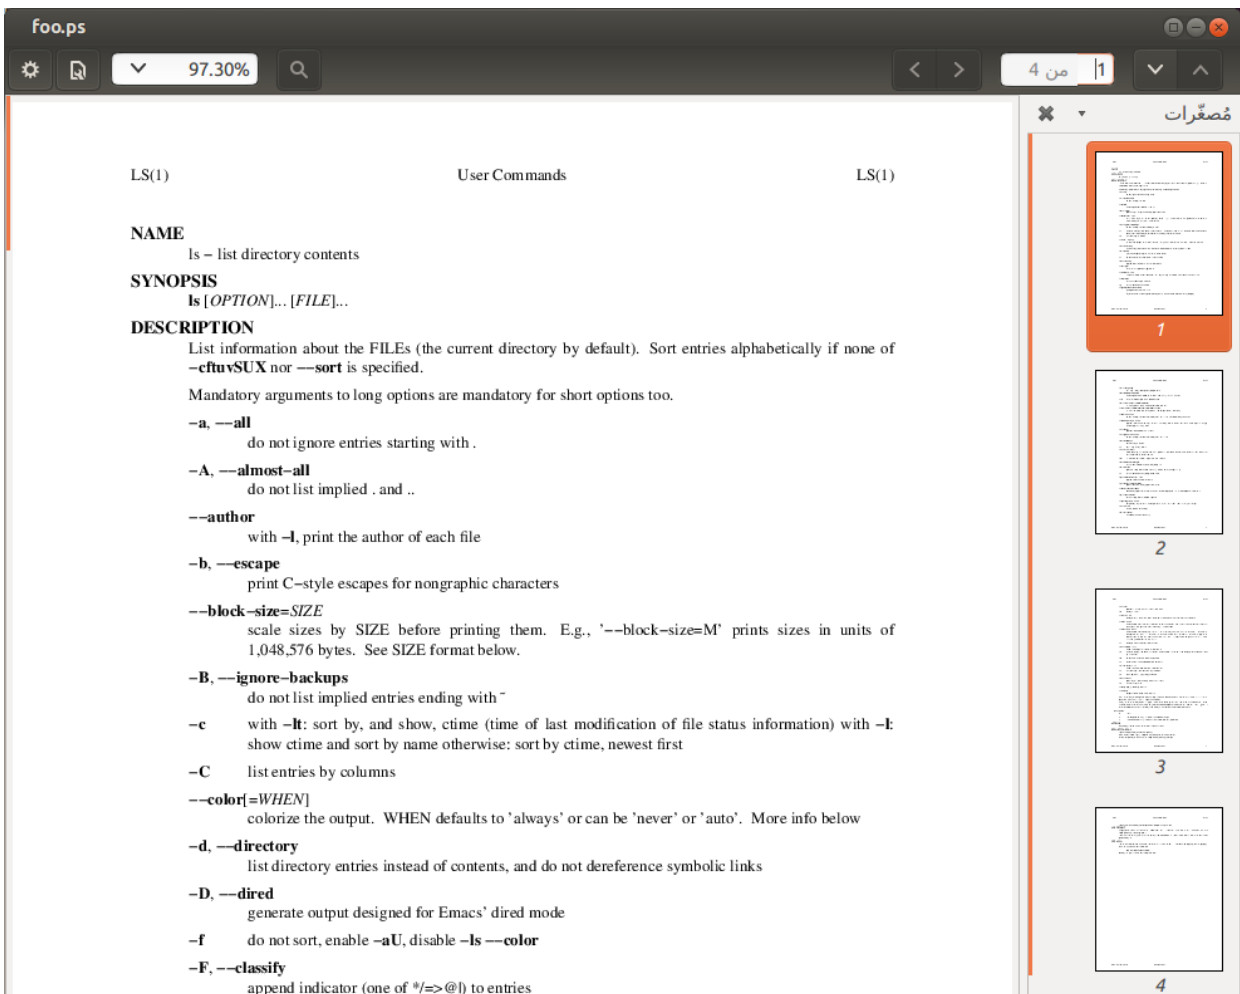 foo.ps
97.30%
1 من 4
مُصغّرات
LS(1) User Commands LS(1)
NAME
ls − list directory contents
SYNOPSIS
ls [OPTION]... [FILE]...
DESCRIPTION
List information about the FILEs (the current directory by default). Sort entries alphabetically if none of
−cftuvSUX nor −−sort is specified.
Mandatory arguments to long options are mandatory for short options too.
−a, −−all
do not ignore entries starting with .
−A, −−almost−all
do not list implied . and ..
−−author
with −l, print the author of each file
−b, −−escape
print C−style escapes for nongraphic characters
−−block−size=SIZE
scale sizes by SIZE before printing them. E.g., '−−block−size=M' prints sizes in units of
1,048,576 bytes. See SIZE format below.
−B, −−ignore−backups
do not list implied entries ending with ~
−c with −lt: sort by, and show, ctime (time of last modification of file status information) with −l:
show ctime and sort by name otherwise: sort by ctime, newest first
−C list entries by columns
−−color[=WHEN]
colorize the output. WHEN defaults to 'always' or can be 'never' or 'auto'. More info below
−d, −−directory
list directory entries instead of contents, and do not dereference symbolic links
−D, −−dired
generate output designed for Emacs' dired mode
−f do not sort, enable −aU, disable −ls −−color
−F, −−classify
append indicator (one of */=>@|) to entries
1
2
3
4